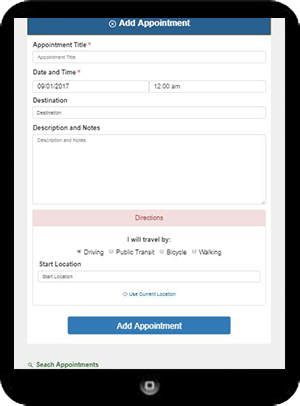 Add Appointment
Appointment Title *
Appointment Title
Date and Time *
09/01/2017 12:00 am
Destination
Destination
Description and Notes
Description and Notes
Directions
I will travel by:
Driving Public Transit Bicycle Walking
Start Location
Start Location
Use Current Location
Add Appointment
Seach Appointments